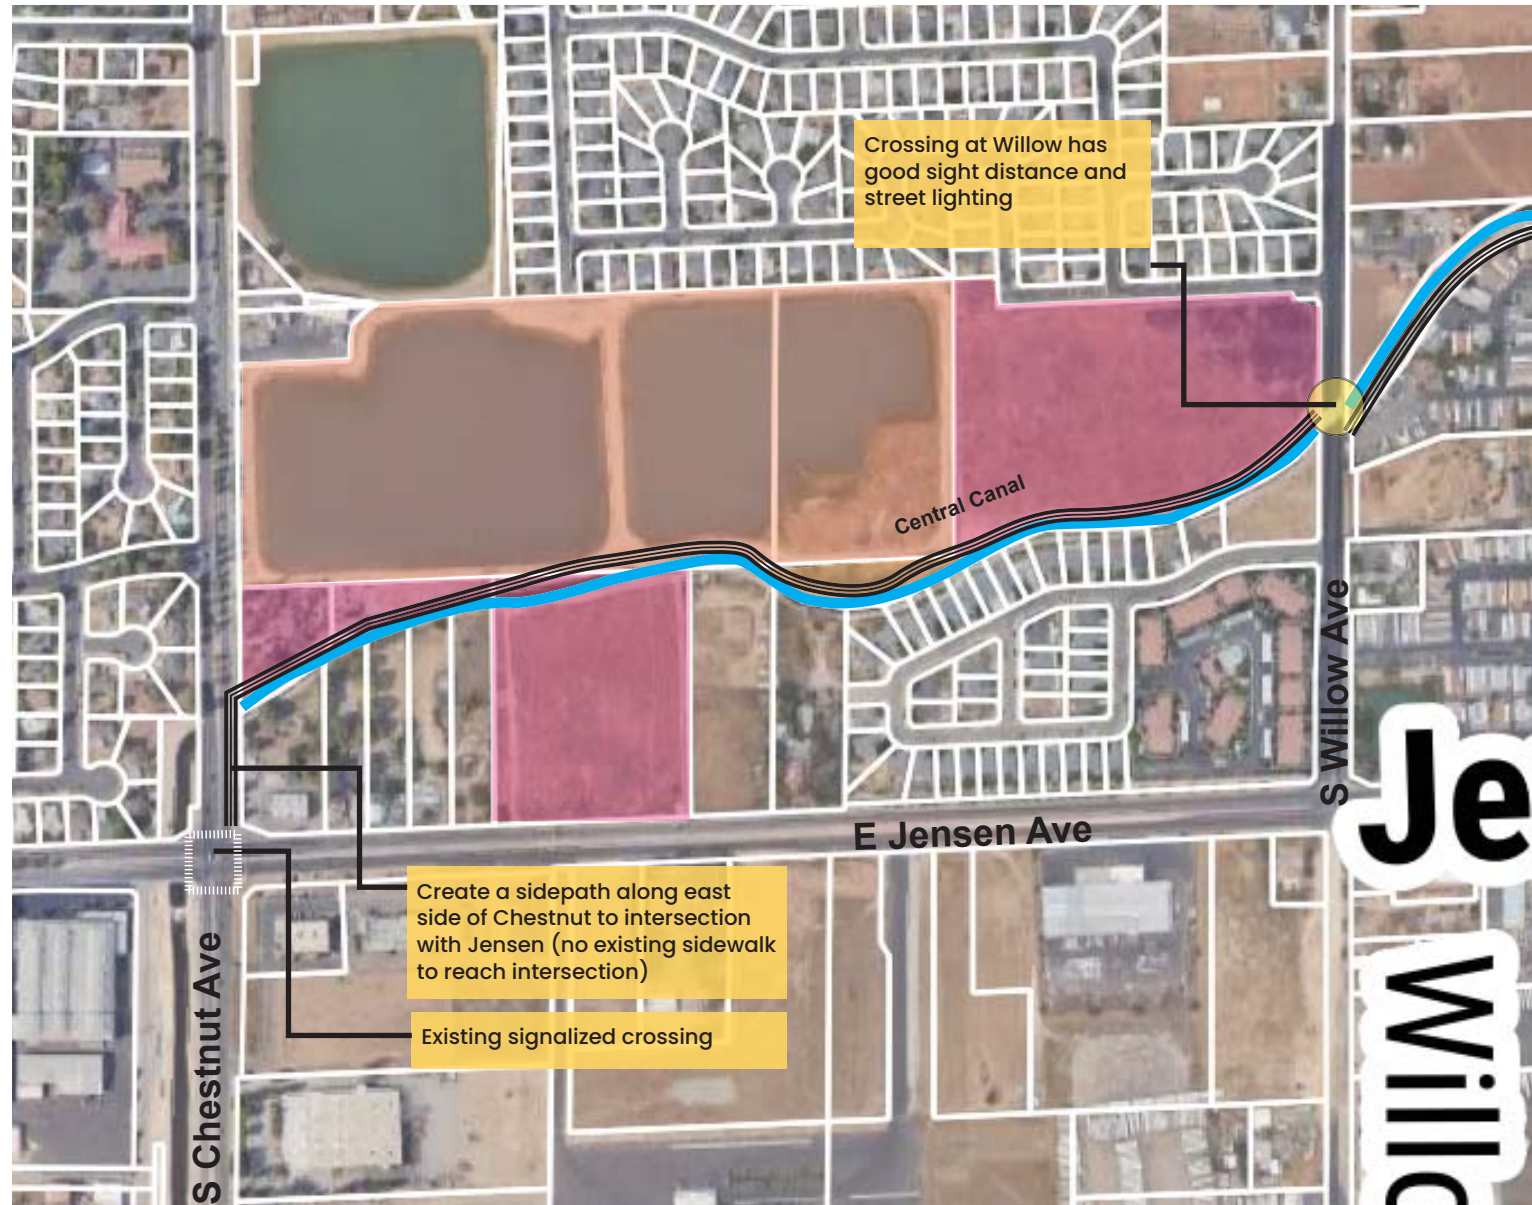 Crossing at Willow has
good sight distance and
street lighting
Central Canal
S Willow Ave
Je
E Jensen Ave
Create a sidepath along east
side of Chestnut to intersection
with Jensen (no existing sidewalk
to reach intersection)
S Chestnut Ave
Existing signalized crossing
Willo